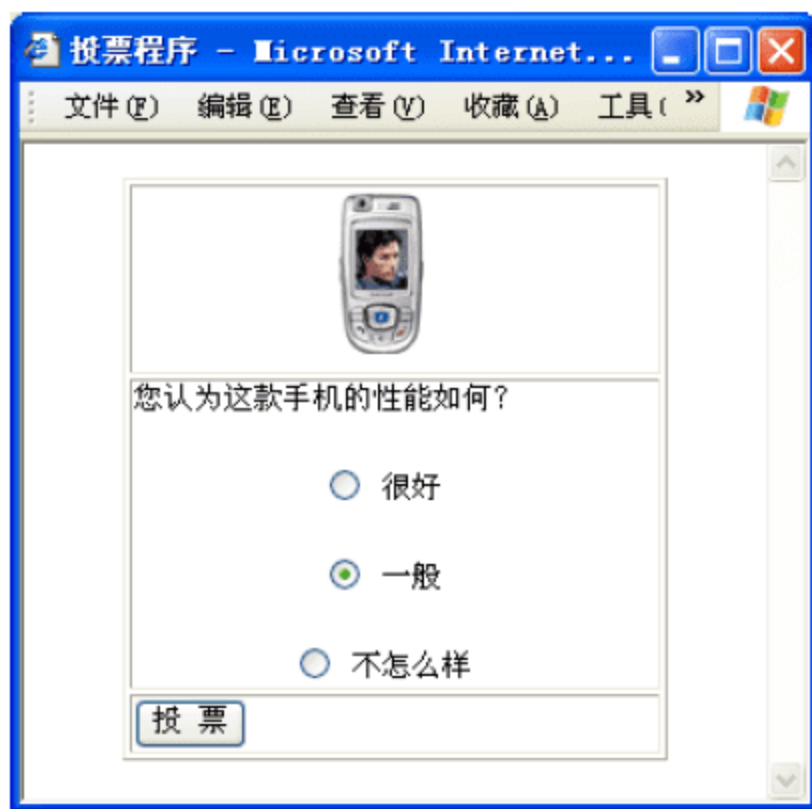 投票程序 - Microsoft Internet...
文件(F) 编辑(E) 查看(V) 收藏(A) 工具( »
您认为这款手机的性能如何?
很好
一般
不怎么样
投 票